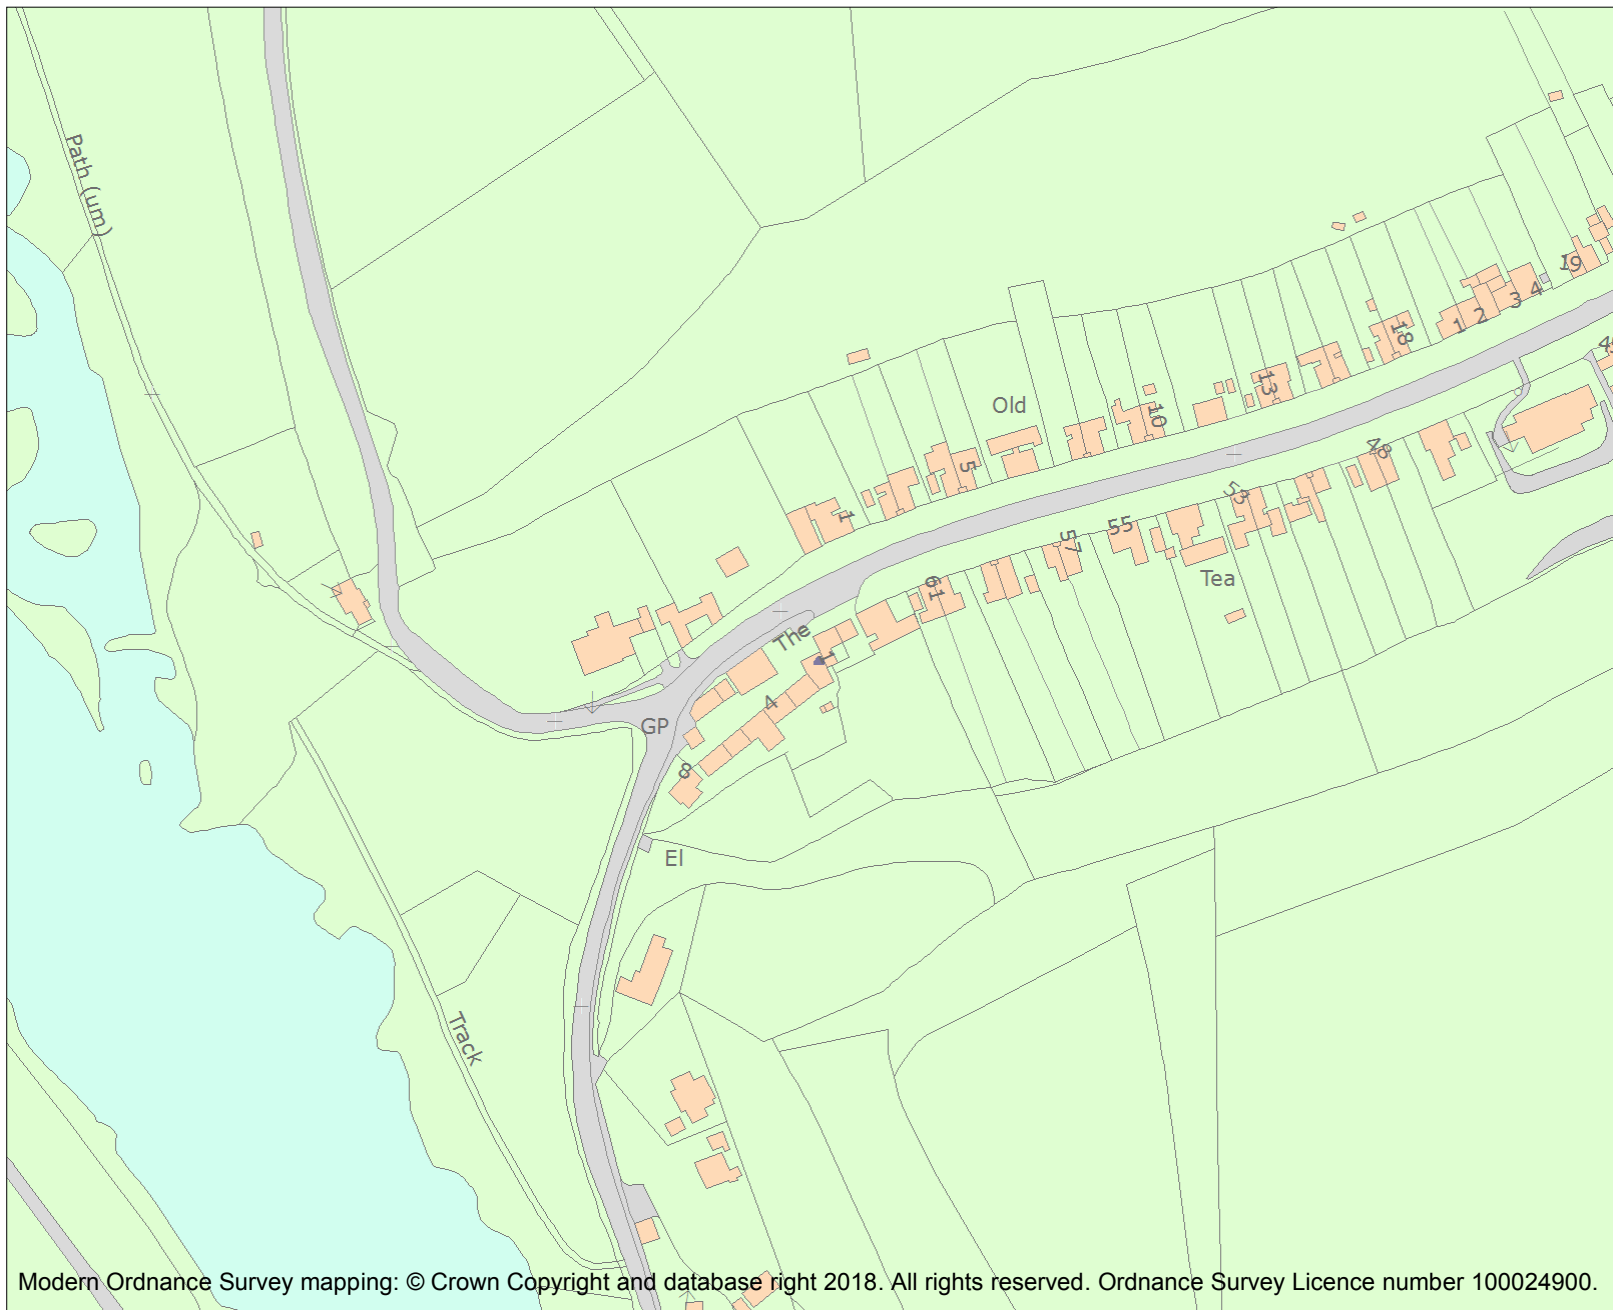 Path (um)
19
18
1 2 3 4
Old
13
10
5
48
1
53
55
57
Tea
61
The
1
4
GP
8
El
Track
Modern Ordnance Survey mapping: © Crown Copyright and database right 2018. All rights reserved. Ordnance Survey Licence number 100024900.